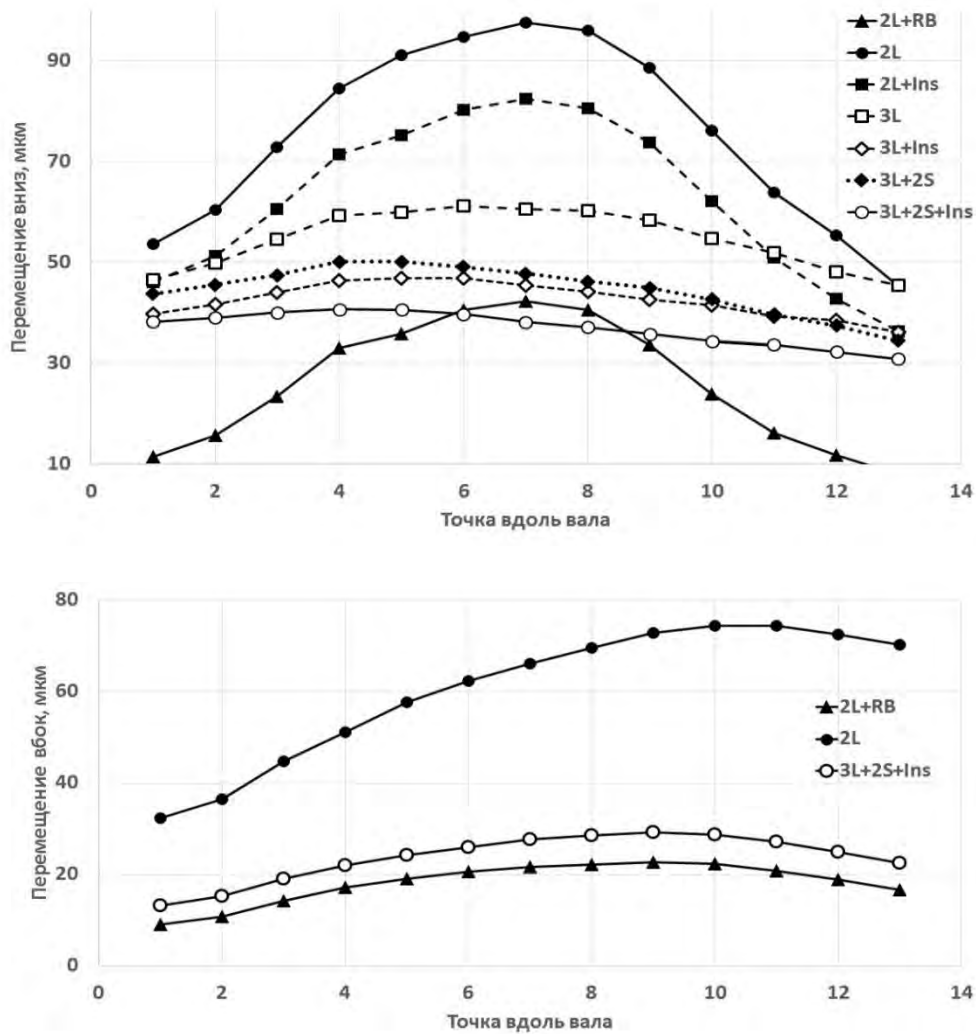 Перемещение вниз, мкм
90
70
50
30
10
0
2
4
6
8
10
12
14
Точка вдоль вала
2L+RB
2L
2L+Ins
3L
3L+Ins
3L+2S
3L+2S+Ins
Перемещение вбок, мкм
80
60
40
20
0
0
2
4
6
8
10
12
14
Точка вдоль вала
2L+RB
2L
3L+2S+Ins